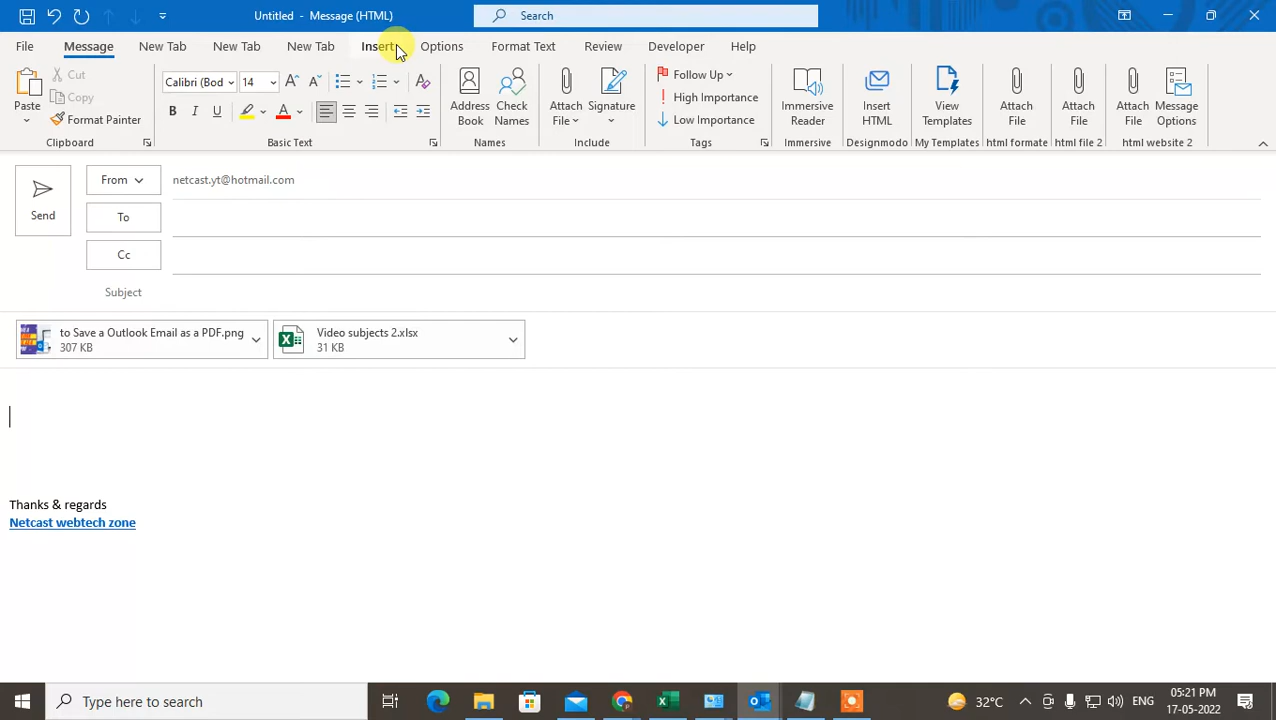 Untitled - Message (HTML)
Search
File
Message
New Tab
New Tab
New Tab
Insert
Options
Format Text
Review
Developer
Help
Paste
Cut
Copy
Format Painter
Clipboard
Calibri (Bod
14
B
I
U
A
Basic Text
Address Book
Check Names
Names
Attach File
Signature
Include
Follow Up
High Importance
Low Importance
Tags
Immersive Reader
Immersive
Insert HTML
Designmodo
View Templates
My Templates
Attach File
html formate
Attach File
html file 2
Attach File
Message Options
html website 2
Send
From
netcast.yt@hotmail.com
To
Cc
Subject
to Save a Outlook Email as a PDF.png
307 KB
Video subjects 2.xlsx
31 KB
Thanks & regards
Netcast webtech zone
Type here to search
32°C
ENG
05:21 PM
17-05-2022